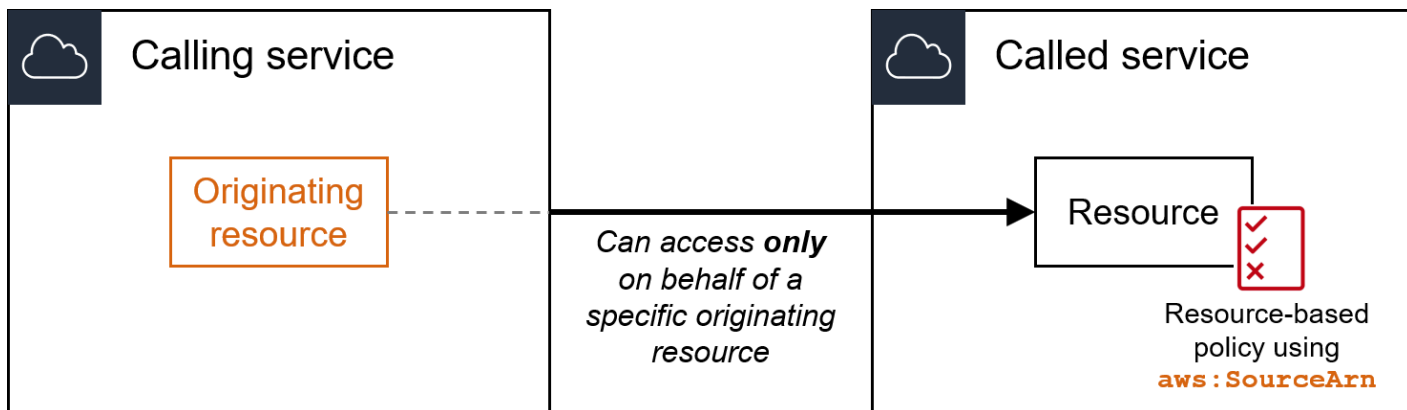 Calling service
Originating
resource
Can access only
on behalf of a
specific originating
resource
Called service
Resource
Resource-based
policy using
aws:SourceArn